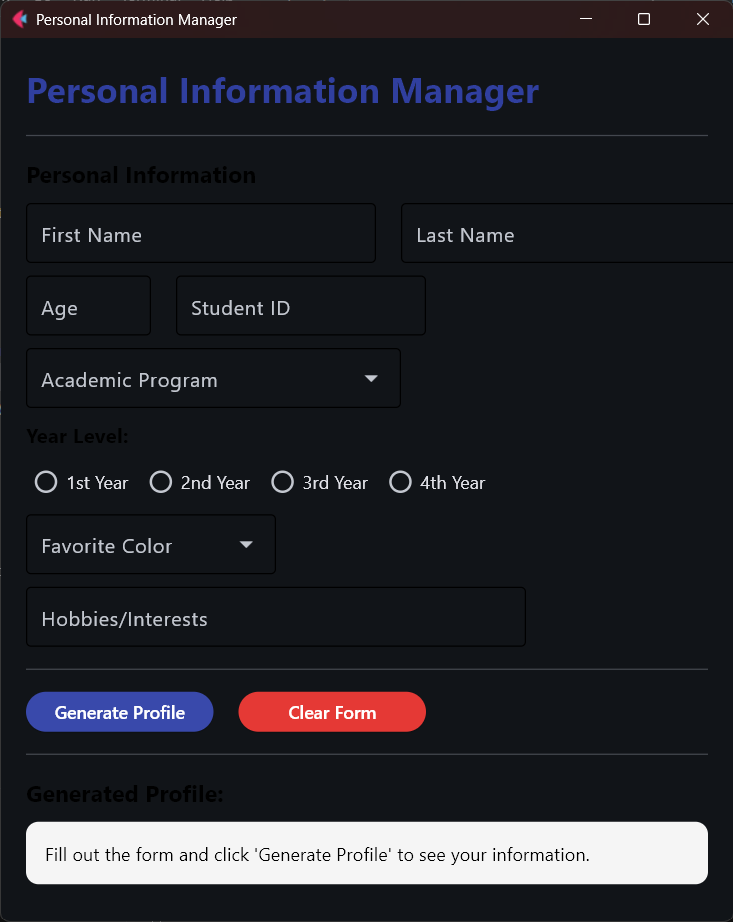 Personal Information Manager
Personal Information Manager
Personal Information
First Name Last Name
Age Student ID
Academic Program
Year Level:
1st Year 2nd Year 3rd Year 4th Year
Favorite Color
Hobbies/Interests
Generate Profile Clear Form
Generated Profile:
Fill out the form and click 'Generate Profile' to see your information.